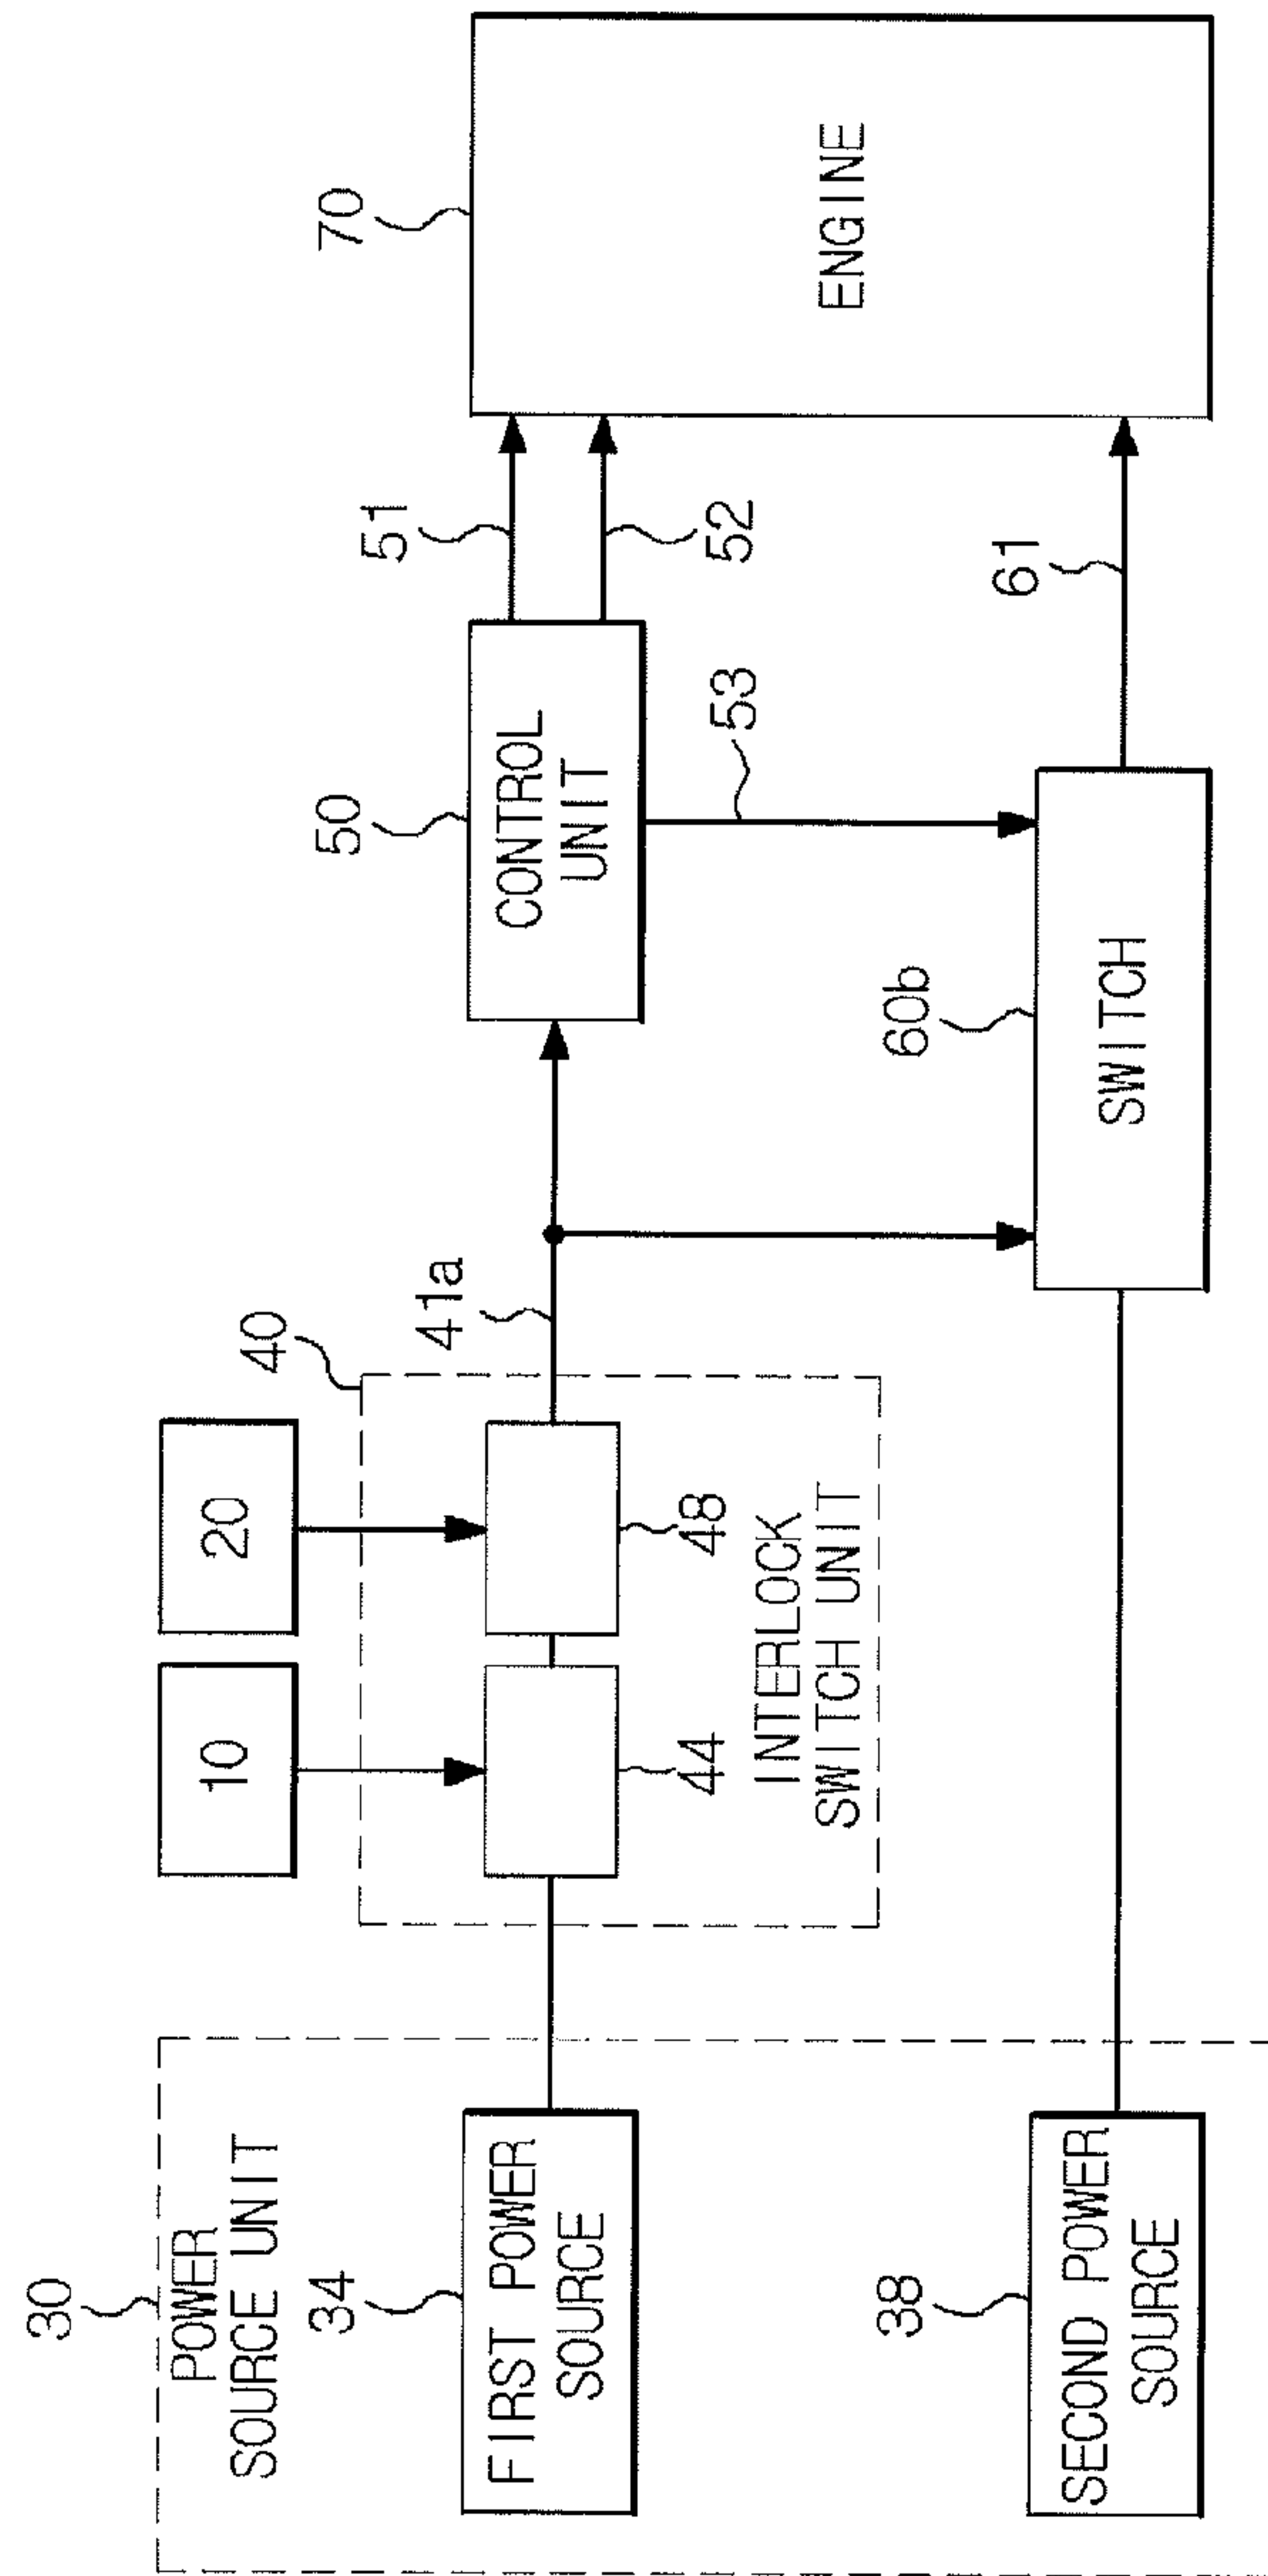 30
POWER
SOURCE UNIT
34
FIRST POWER
SOURCE
38
SECOND POWER
SOURCE
10
20
40
44
48
INTERLOCK
SWITCH UNIT
41a
50
CONTROL
UNIT
51
52
53
60b
SWITCH
61
70
ENGINE